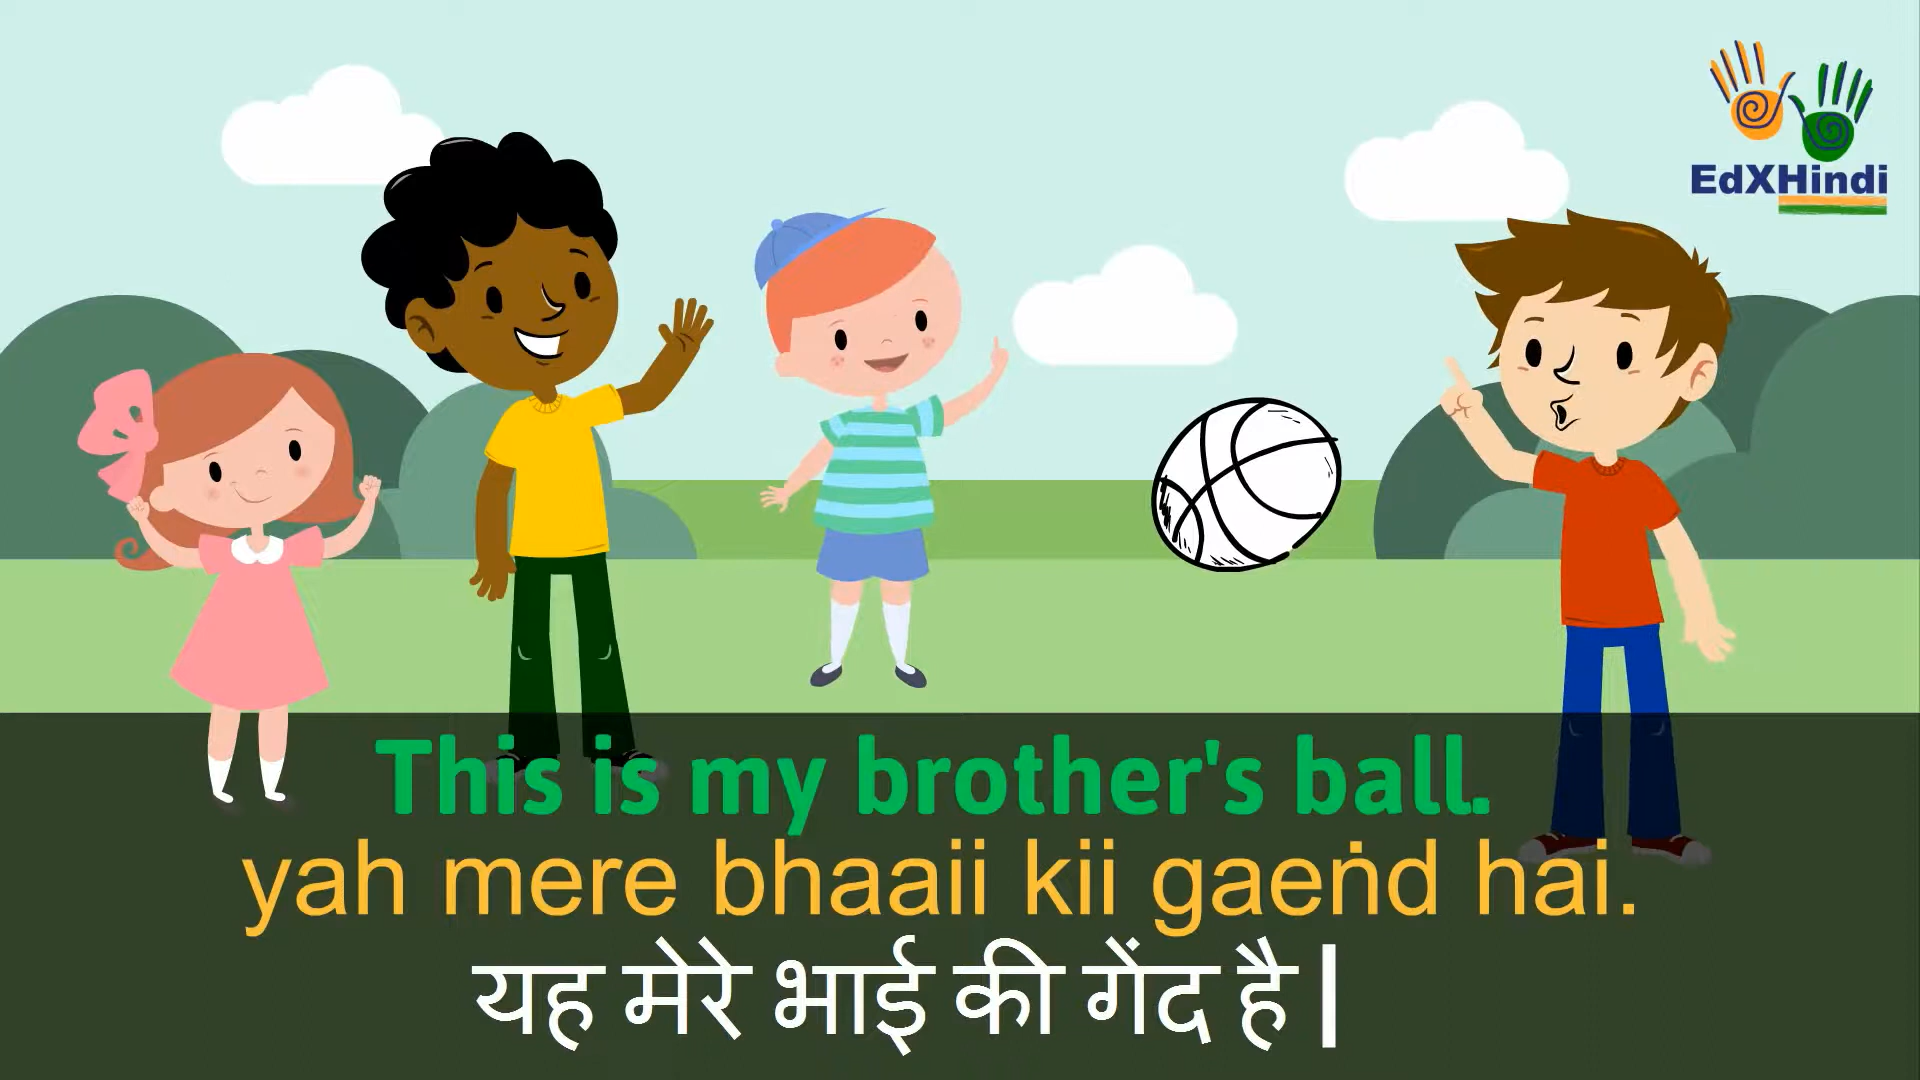 EdXHindi
This is my brother's ball.
yah mere bhaaii kii gaeṅd hai.
यह मेरे भाई की गेंद है|